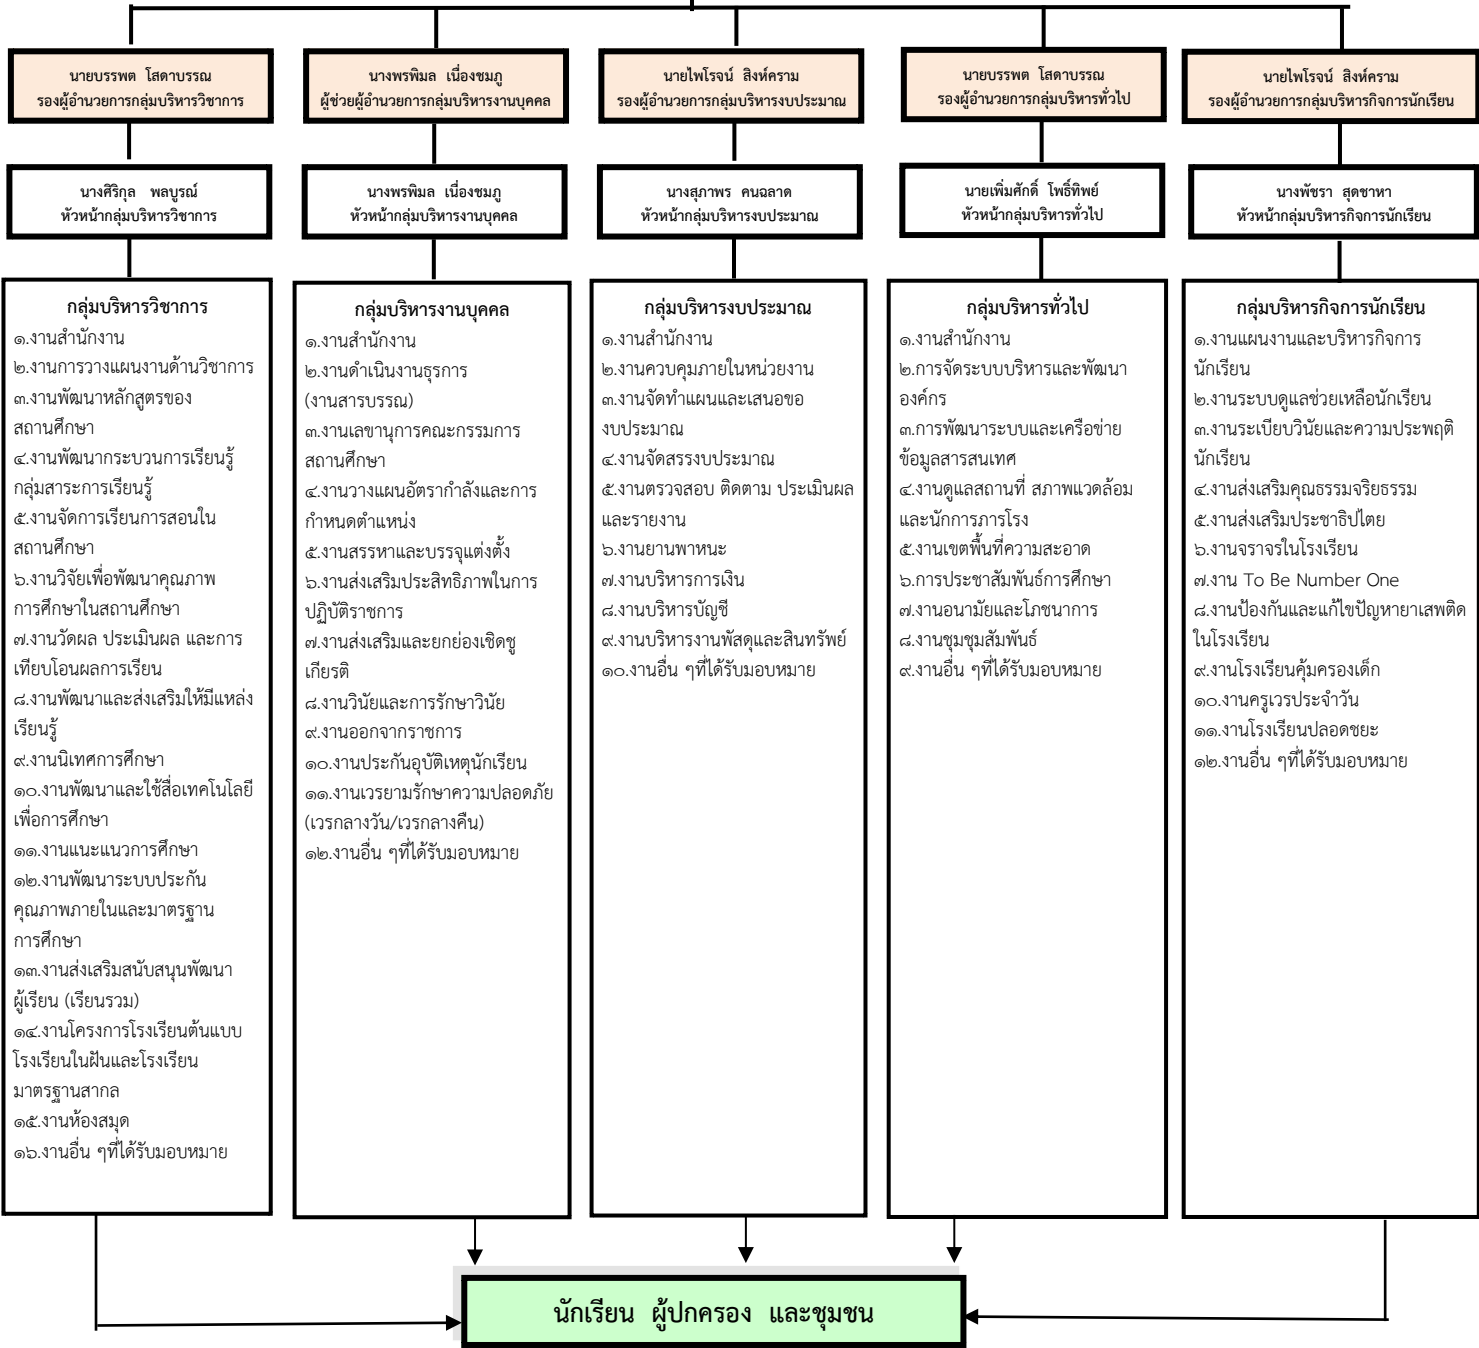 นายบรรพต โสดาบรรณ
รองผู้อำนวยการกลุ่มบริหารวิชาการ
นางพรพิมล เนื่องชมภู
ผู้ช่วยผู้อำนวยการกลุ่มบริหารงานบุคคล
นายไพโรจน์ สิงห์คราม
รองผู้อำนวยการกลุ่มบริหารงบประมาณ
นายบรรพต โสดาบรรณ
รองผู้อำนวยการกลุ่มบริหารทั่วไป
นายไพโรจน์ สิงห์คราม
รองผู้อำนวยการกลุ่มบริหารกิจการนักเรียน
นางศิริกุล พลบูรณ์
หัวหน้ากลุ่มบริหารวิชาการ
นางพรพิมล เนื่องชมภู
หัวหน้ากลุ่มบริหารงานบุคคล
นางสุภาพร คนฉลาด
หัวหน้ากลุ่มบริหารงบประมาณ
นายเพิ่มศักดิ์ โพธิ์ทิพย์
หัวหน้ากลุ่มบริหารทั่วไป
นางพัชรา สุดชาหา
หัวหน้ากลุ่มบริหารกิจการนักเรียน
กลุ่มบริหารวิชาการ
๑.งานสำนักงาน
๒.งานการวางแผนงานด้านวิชาการ
๓.งานพัฒนาหลักสูตรของ
สถานศึกษา
๔.งานพัฒนากระบวนการเรียนรู้
กลุ่มสาระการเรียนรู้
๕.งานจัดการเรียนการสอนใน
สถานศึกษา
๖.งานวิจัยเพื่อพัฒนาคุณภาพ
การศึกษาในสถานศึกษา
๗.งานวัดผล ประเมินผล และการ
เทียบโอนผลการเรียน
๘.งานพัฒนาและส่งเสริมให้มีแหล่ง
เรียนรู้
๙.งานนิเทศการศึกษา
๑๐.งานพัฒนาและใช้สื่อเทคโนโลยี
เพื่อการศึกษา
๑๑.งานแนะแนวการศึกษา
๑๒.งานพัฒนาระบบประกัน
คุณภาพภายในและมาตรฐาน
การศึกษา
๑๓.งานส่งเสริมสนับสนุนพัฒนา
ผู้เรียน (เรียนรวม)
๑๔.งานโครงการโรงเรียนต้นแบบ
โรงเรียนในฝันและโรงเรียน
มาตรฐานสากล
๑๕.งานห้องสมุด
๑๖.งานอื่น ๆที่ได้รับมอบหมาย
กลุ่มบริหารงานบุคคล
๑.งานสำนักงาน
๒.งานดำเนินงานธุรการ
(งานสารบรรณ)
๓.งานเลขานุการคณะกรรมการ
สถานศึกษา
๔.งานวางแผนอัตรากำลังและการ
กำหนดตำแหน่ง
๕.งานสรรหาและบรรจุแต่งตั้ง
๖.งานส่งเสริมประสิทธิภาพในการ
ปฏิบัติราชการ
๗.งานส่งเสริมและยกย่องเชิดชู
เกียรติ
๘.งานวินัยและการรักษาวินัย
๙.งานออกจากราชการ
๑๐.งานประกันอุบัติเหตุนักเรียน
๑๑.งานเวรยามรักษาความปลอดภัย
(เวรกลางวัน/เวรกลางคืน)
๑๒.งานอื่น ๆที่ได้รับมอบหมาย
กลุ่มบริหารงบประมาณ
๑.งานสำนักงาน
๒.งานควบคุมภายในหน่วยงาน
๓.งานจัดทำแผนและเสนอขอ
งบประมาณ
๔.งานจัดสรรงบประมาณ
๕.งานตรวจสอบ ติดตาม ประเมินผล
และรายงาน
๖.งานยานพาหนะ
๗.งานบริหารการเงิน
๘.งานบริหารบัญชี
๙.งานบริหารงานพัสดุและสินทรัพย์
๑๐.งานอื่น ๆที่ได้รับมอบหมาย
กลุ่มบริหารทั่วไป
๑.งานสำนักงาน
๒.การจัดระบบบริหารและพัฒนา
องค์กร
๓.การพัฒนาระบบและเครือข่าย
ข้อมูลสารสนเทศ
๔.งานดูแลสถานที่ สภาพแวดล้อม
และนักการภารโรง
๕.งานเขตพื้นที่ความสะอาด
๖.การประชาสัมพันธ์การศึกษา
๗.งานอนามัยและโภชนาการ
๘.งานชุมชุมสัมพันธ์
๙.งานอื่น ๆที่ได้รับมอบหมาย
กลุ่มบริหารกิจการนักเรียน
๑.งานแผนงานและบริหารกิจการ
นักเรียน
๒.งานระบบดูแลช่วยเหลือนักเรียน
๓.งานระเบียบวินัยและความประพฤติ
นักเรียน
๔.งานส่งเสริมคุณธรรมจริยธรรม
๕.งานส่งเสริมประชาธิปไตย
๖.งานจราจรในโรงเรียน
๗.งาน To Be Number One
๘.งานป้องกันและแก้ไขปัญหายาเสพติด
ในโรงเรียน
๙.งานโรงเรียนคุ้มครองเด็ก
๑๐.งานครูเวรประจำวัน
๑๑.งานโรงเรียนปลอดขยะ
๑๒.งานอื่น ๆที่ได้รับมอบหมาย
นักเรียน ผู้ปกครอง และชุมชน